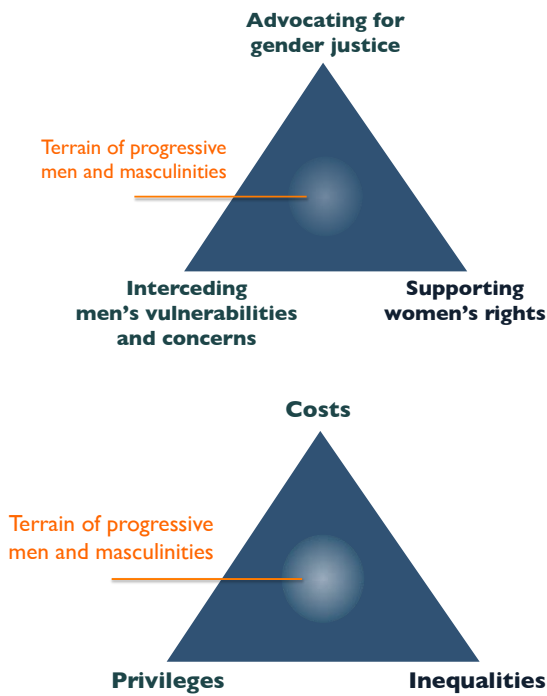 Advocating for
gender justice
Terrain of progressive
men and masculinities
Interceding
men’s vulnerabilities
and concerns
Supporting
women’s rights
Costs
Terrain of progressive
men and masculinities
Privileges
Inequalities